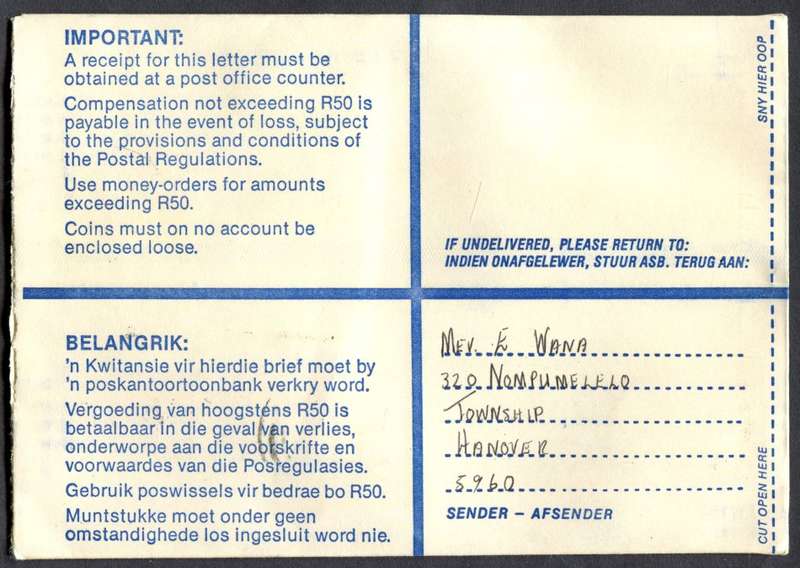 IMPORTANT:
A receipt for this letter must be
obtained at a post office counter.
Compensation not exceeding R50 is
payable in the event of loss, subject
to the provisions and conditions of
the Postal Regulations.
Use money-orders for amounts
exceeding R50.
Coins must on no account be
enclosed loose.
IF UNDELIVERED, PLEASE RETURN TO:
INDIEN ONAFGELEWER, STUUR ASB. TERUG AAN:
SNY HIER OOP
BELANGRIK:
'n Kwitansie vir hierdie brief moet by
'n poskantoortoonbank verkry word.
Vergoeding van hoogstens R50 is
betaalbaar in die geval van verlies,
onderworpe aan die voorskrifte en
voorwaardes van die Posregulasies.
Gebruik poswissels vir bedrae bo R50.
Muntstukke moet onder geen
omstandighede los ingesluit word nie.
MEV. E WANA
320 NOMPUMELELO
TOWNSHIP
HANOVER
5960
SENDER – AFSENDER
CUT OPEN HERE